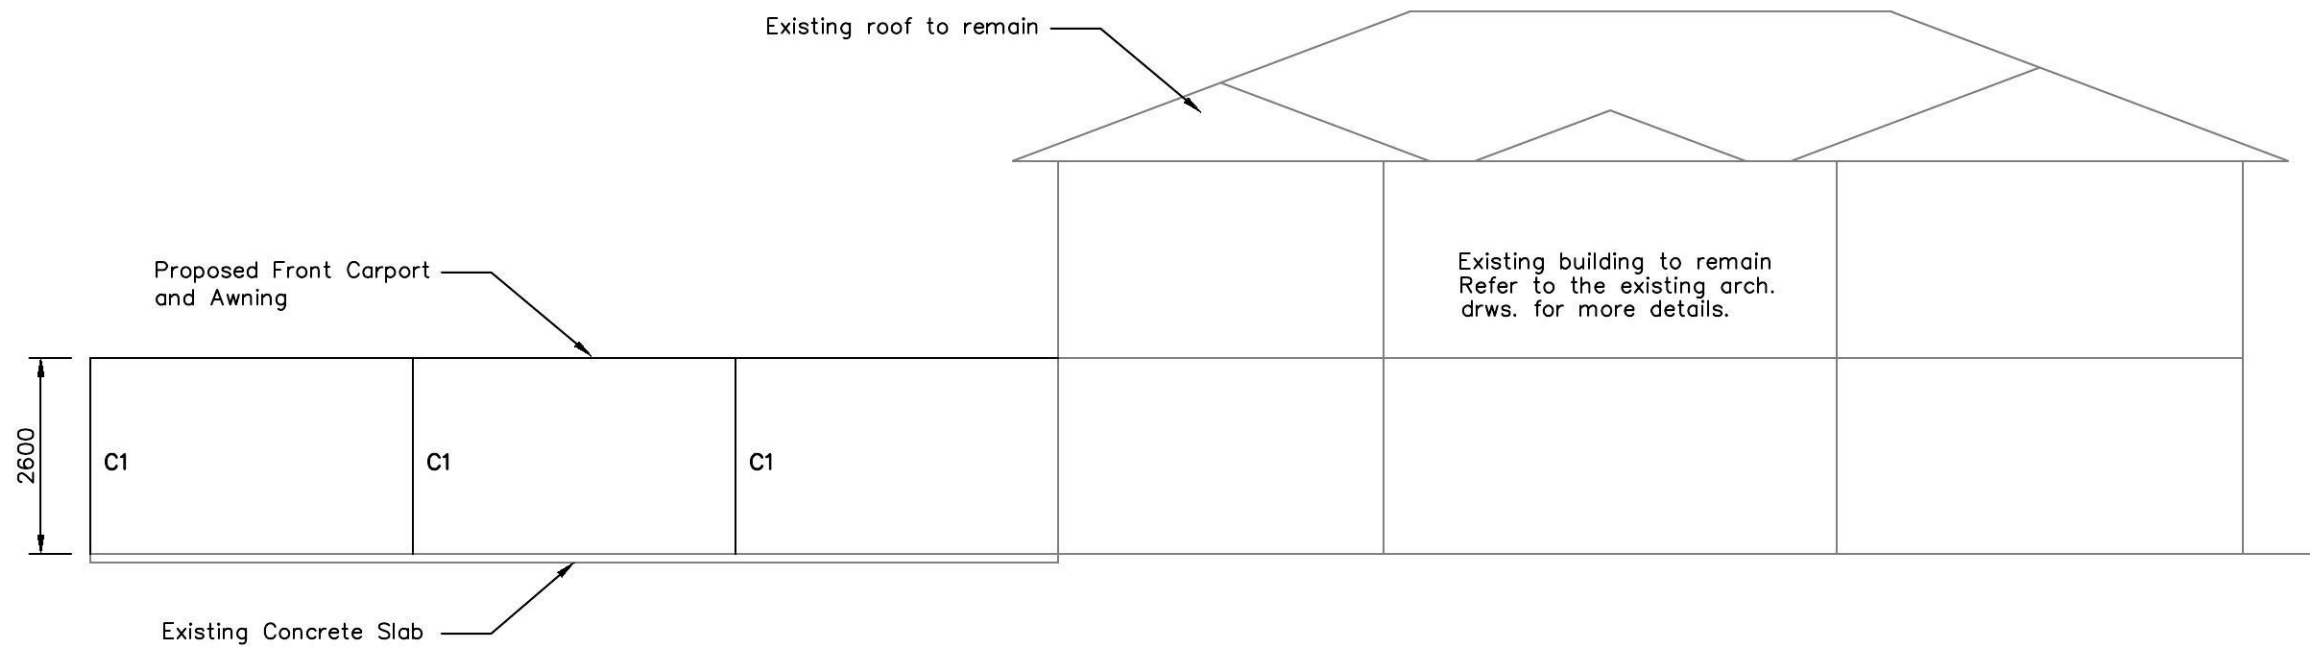 Existing roof to remain
Proposed Front Carport
and Awning
Existing building to remain
Refer to the existing arch.
drws. for more details.
2600
C1
C1
C1
Existing Concrete Slab